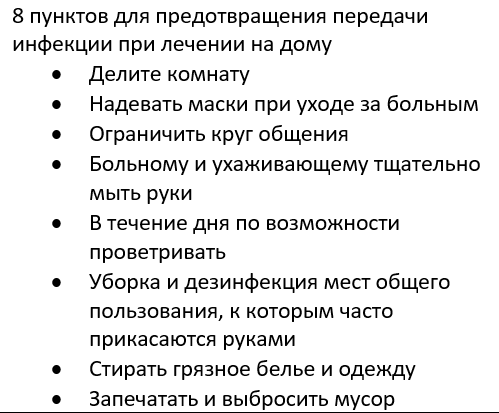 8 пунктов для предотвращения передачи
инфекции при лечении на дому
• Делите комнату
• Надевать маски при уходе за больным
• Ограничить круг общения
• Больному и ухаживающему тщательно
мыть руки
• В течение дня по возможности
проветривать
• Уборка и дезинфекция мест общего
пользования, к которым часто
прикасаются руками
• Стирать грязное белье и одежду
• Запечатать и выбросить мусор